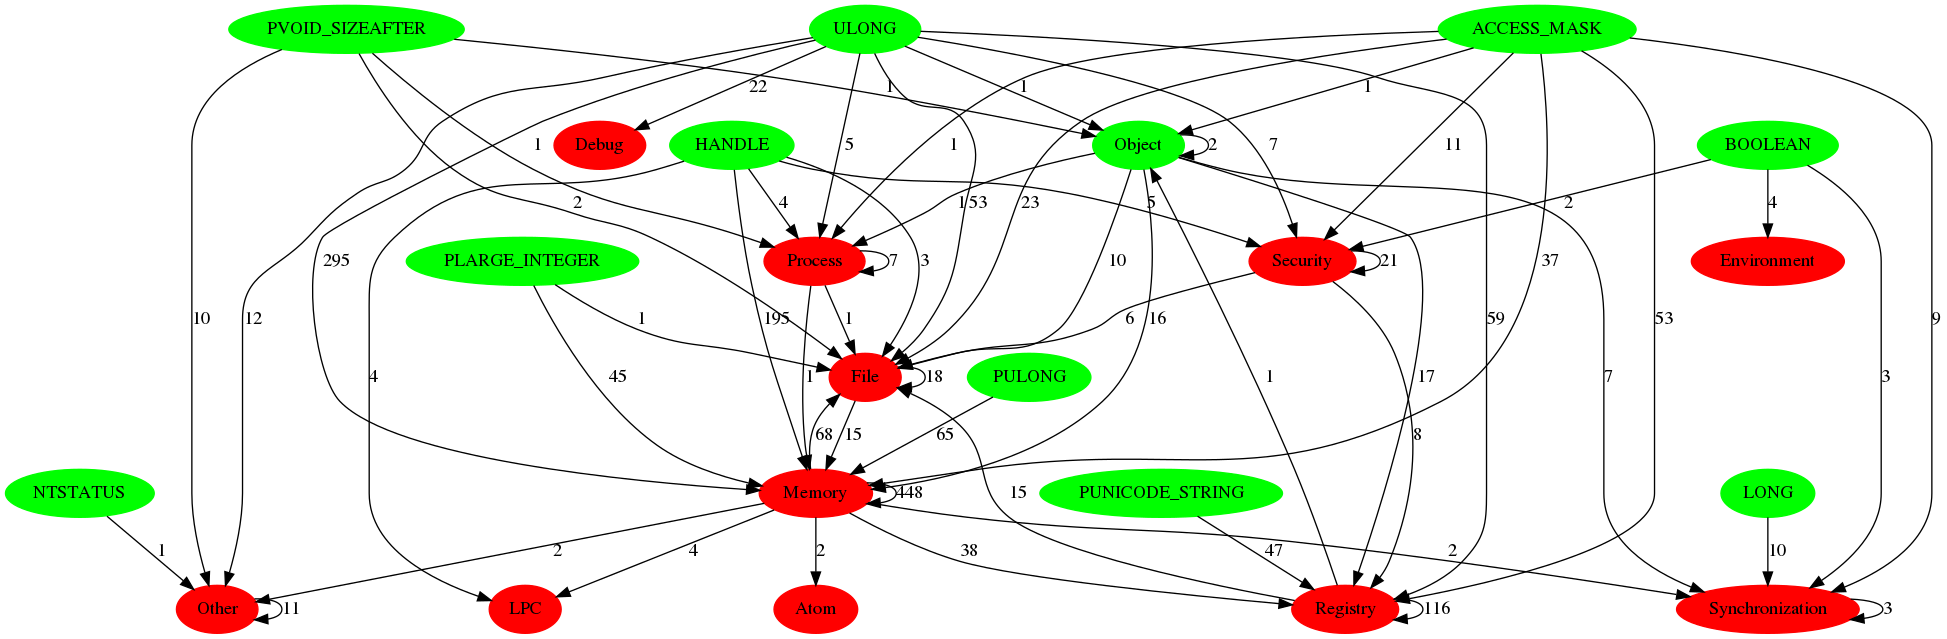 PVOID_SIZEAFTER
ULONG
ACCESS_MASK
22
1
1
1
Debug
HANDLE
1
5
1
Object
2
7
11
BOOLEAN
4
2
1
53
23
5
2
4
PLARGE_INTEGER
Process
7
3
10
Security
21
37
Environment
295
10
12
1
195
1
6
16
59
53
7
9
4
45
1
File
18
PULONG
1
17
3
68
15
65
8
NTSTATUS
Memory
448
15
PUNICODE_STRING
LONG
1
2
4
2
38
47
2
10
Other
11
LPC
Atom
Registry
116
Synchronization
3